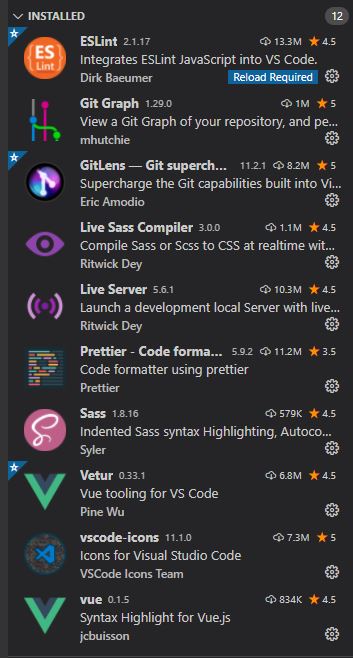 INSTALLED 12
ESLint 2.1.17 13.3M 4.5
Integrates ESLint JavaScript into VS Code.
Dirk Baeumer Reload Required
ES
Lint
Git Graph 1.29.0 1M 5
View a Git Graph of your repository, and pe...
mhutchie
GitLens — Git superch... 11.2.1 8.2M 5
Supercharge the Git capabilities built into Vi...
Eric Amodio
Live Sass Compiler 3.0.0 1.1M 4.5
Compile Sass or Scss to CSS at realtime wit...
Ritwick Dey
Live Server 5.6.1 10.3M 4.5
Launch a development local Server with live...
Ritwick Dey
Prettier - Code forma... 5.9.2 11.2M 3.5
Code formatter using prettier
Prettier
Sass 1.8.16 579K 4.5
Indented Sass syntax Highlighting, Autoco...
Syler
Sass
Vetur 0.33.1 6.8M 4.5
Vue tooling for VS Code
Pine Wu
vscode-icons 11.1.0 7.3M 5
Icons for Visual Studio Code
VSCode Icons Team
vue 0.1.5 834K 4.5
Syntax Highlight for Vue.js
jcbuisson